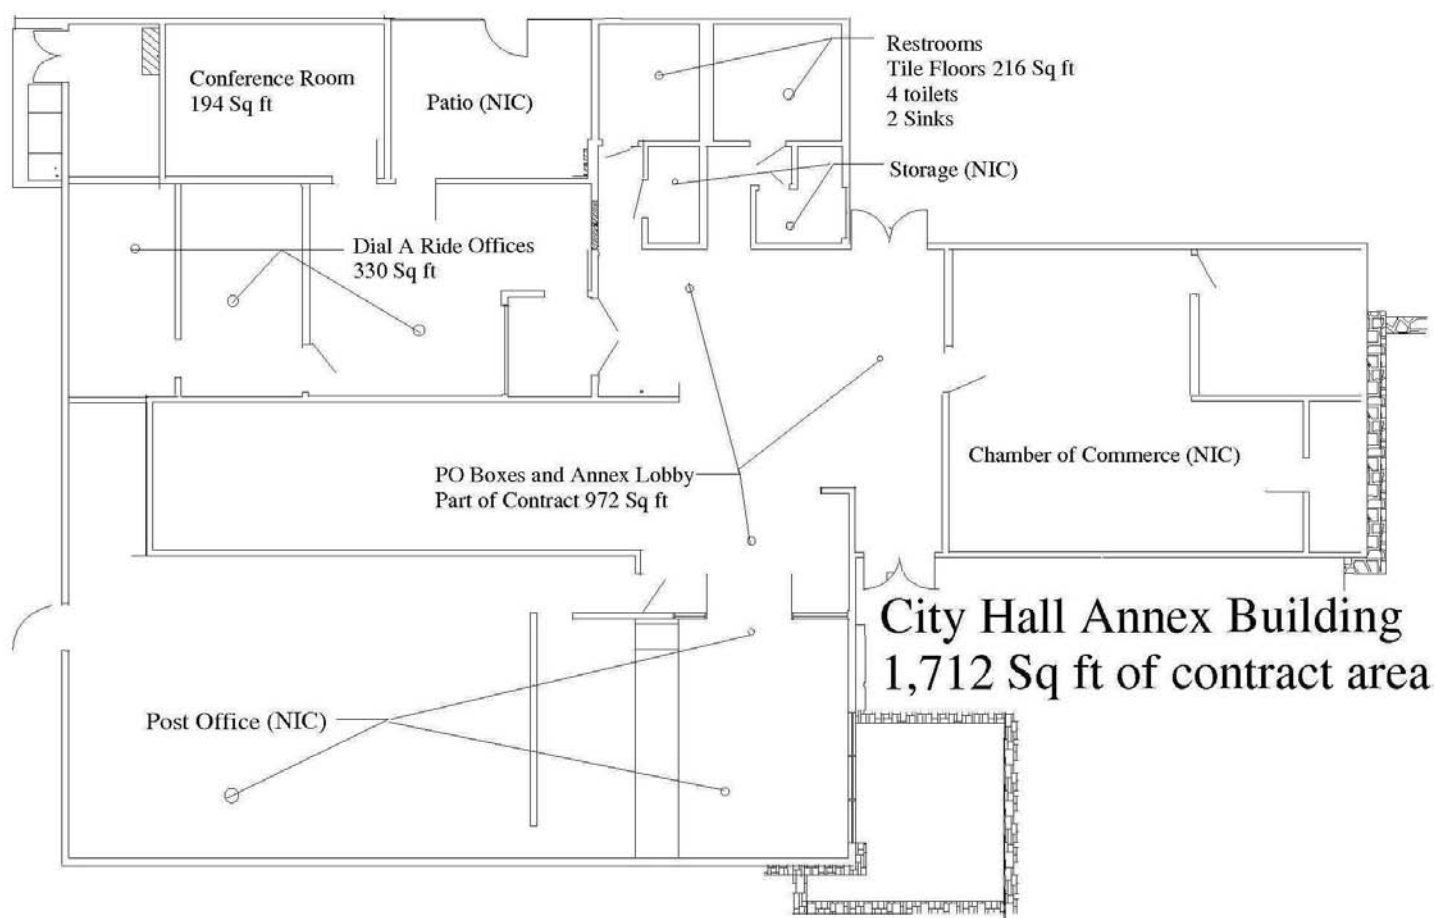 Conference Room
194 Sq ft
Patio (NIC)
Restrooms
Tile Floors 216 Sq ft
4 toilets
2 Sinks
Storage (NIC)
Dial A Ride Offices
330 Sq ft
PO Boxes and Annex Lobby
Part of Contract 972 Sq ft
Chamber of Commerce (NIC)
City Hall Annex Building
1,712 Sq ft of contract area
Post Office (NIC)